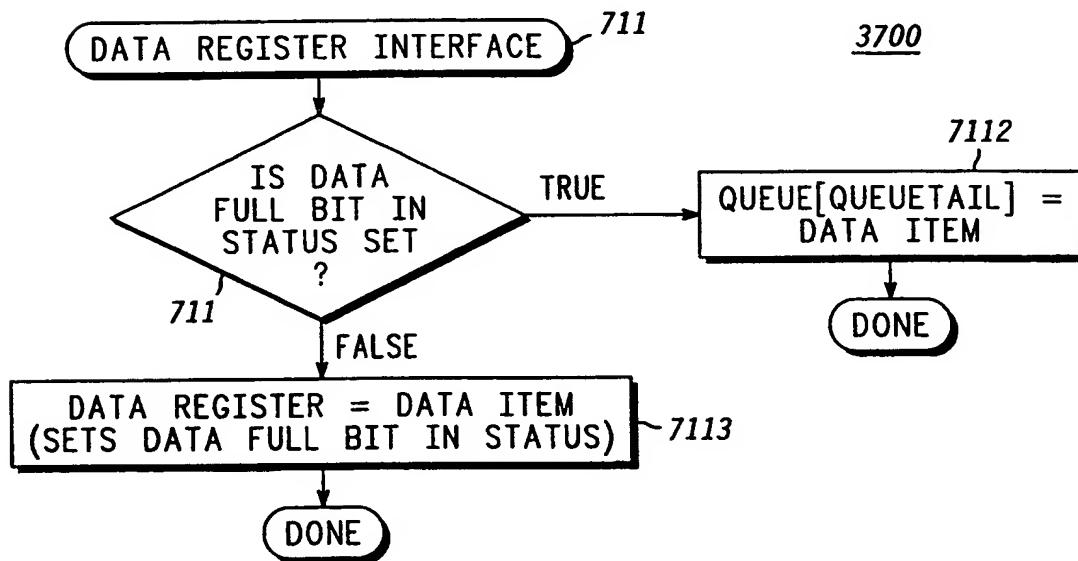 DATA REGISTER INTERFACE
711
3700
IS DATA
FULL BIT IN
STATUS SET
?
711
TRUE
7112
QUEUE[QUEUETAIL] =
DATA ITEM
DONE
FALSE
DATA REGISTER = DATA ITEM
(SETS DATA FULL BIT IN STATUS)
7113
DONE